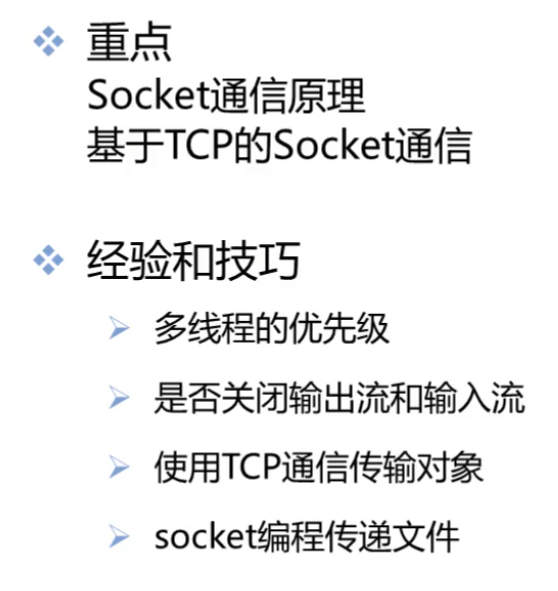 重点
Socket通信原理
基于TCP的Socket通信
经验和技巧
多线程的优先级
是否关闭输出流和输入流
使用TCP通信传输对象
socket编程传递文件